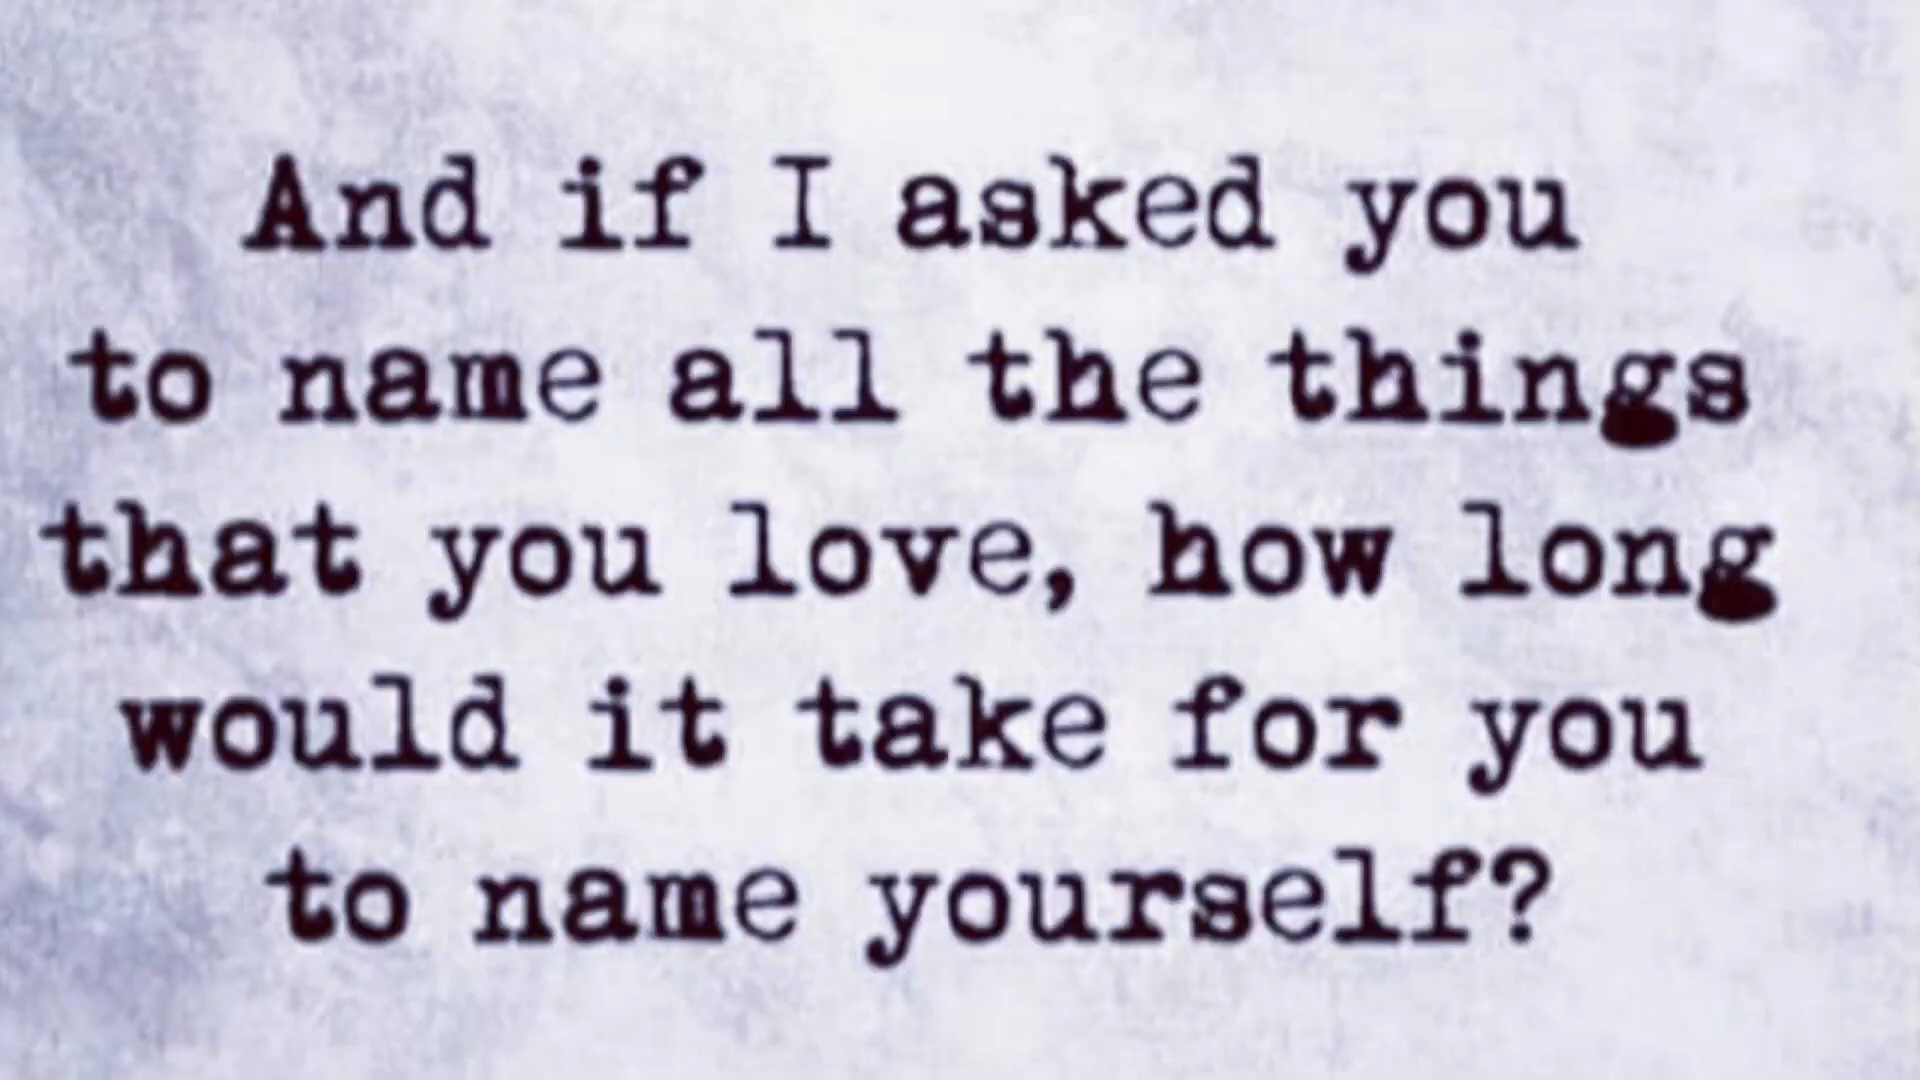 And if I asked you
to name all the things
that you love, how long
would it take for you
to name yourself?